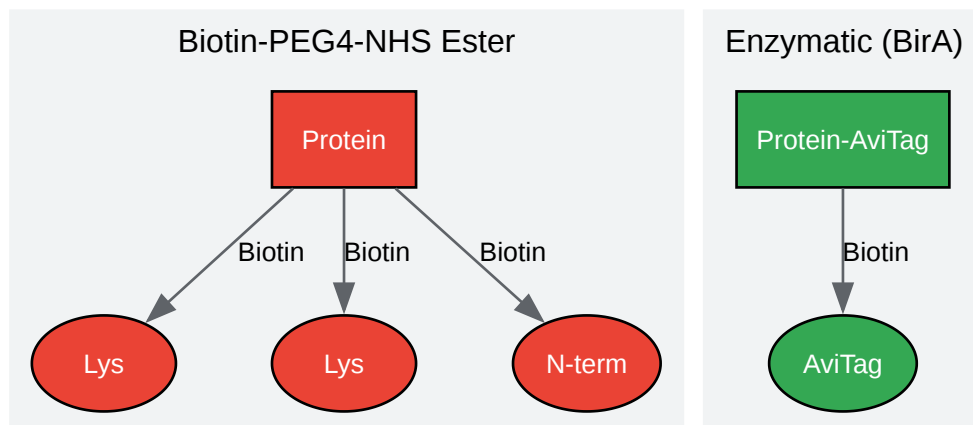 Biotin-PEG4-NHS Ester
Enzymatic (BirA)
Protein
Protein-AviTag
Biotin
Biotin
Biotin
Biotin
Lys
Lys
N-term
AviTag